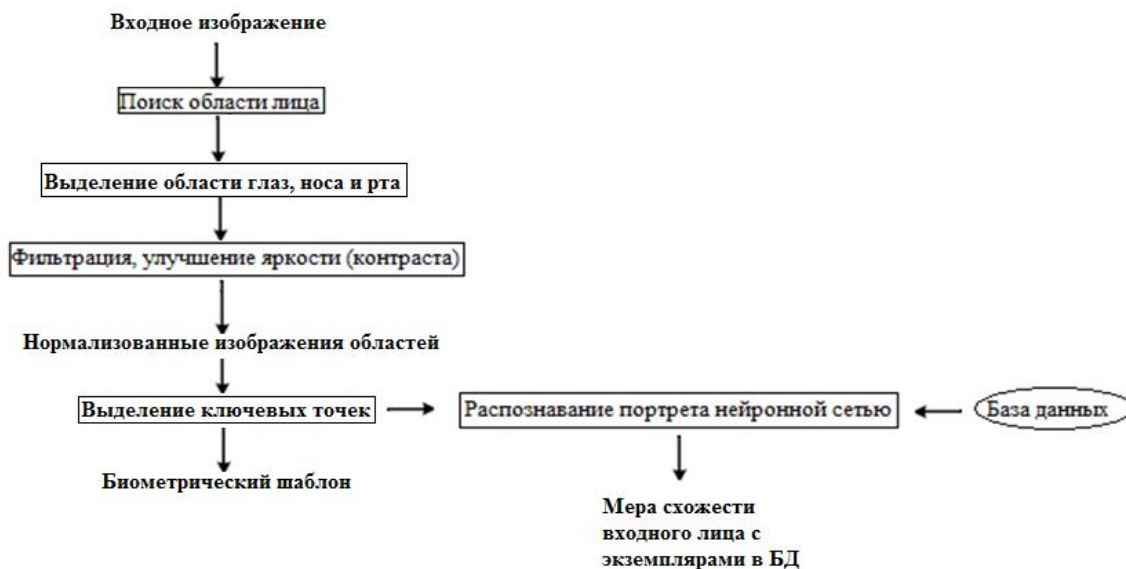 Входное изображение
Поиск области лица
Выделение области глаз, носа и рта
Фильтрация, улучшение яркости (контраста)
Нормализованные изображения областей
Выделение ключевых точек
Распознавание портрета нейронной сетью
База данных
Биометрический шаблон
Мера схожести
входного лица с
экземплярами в БД